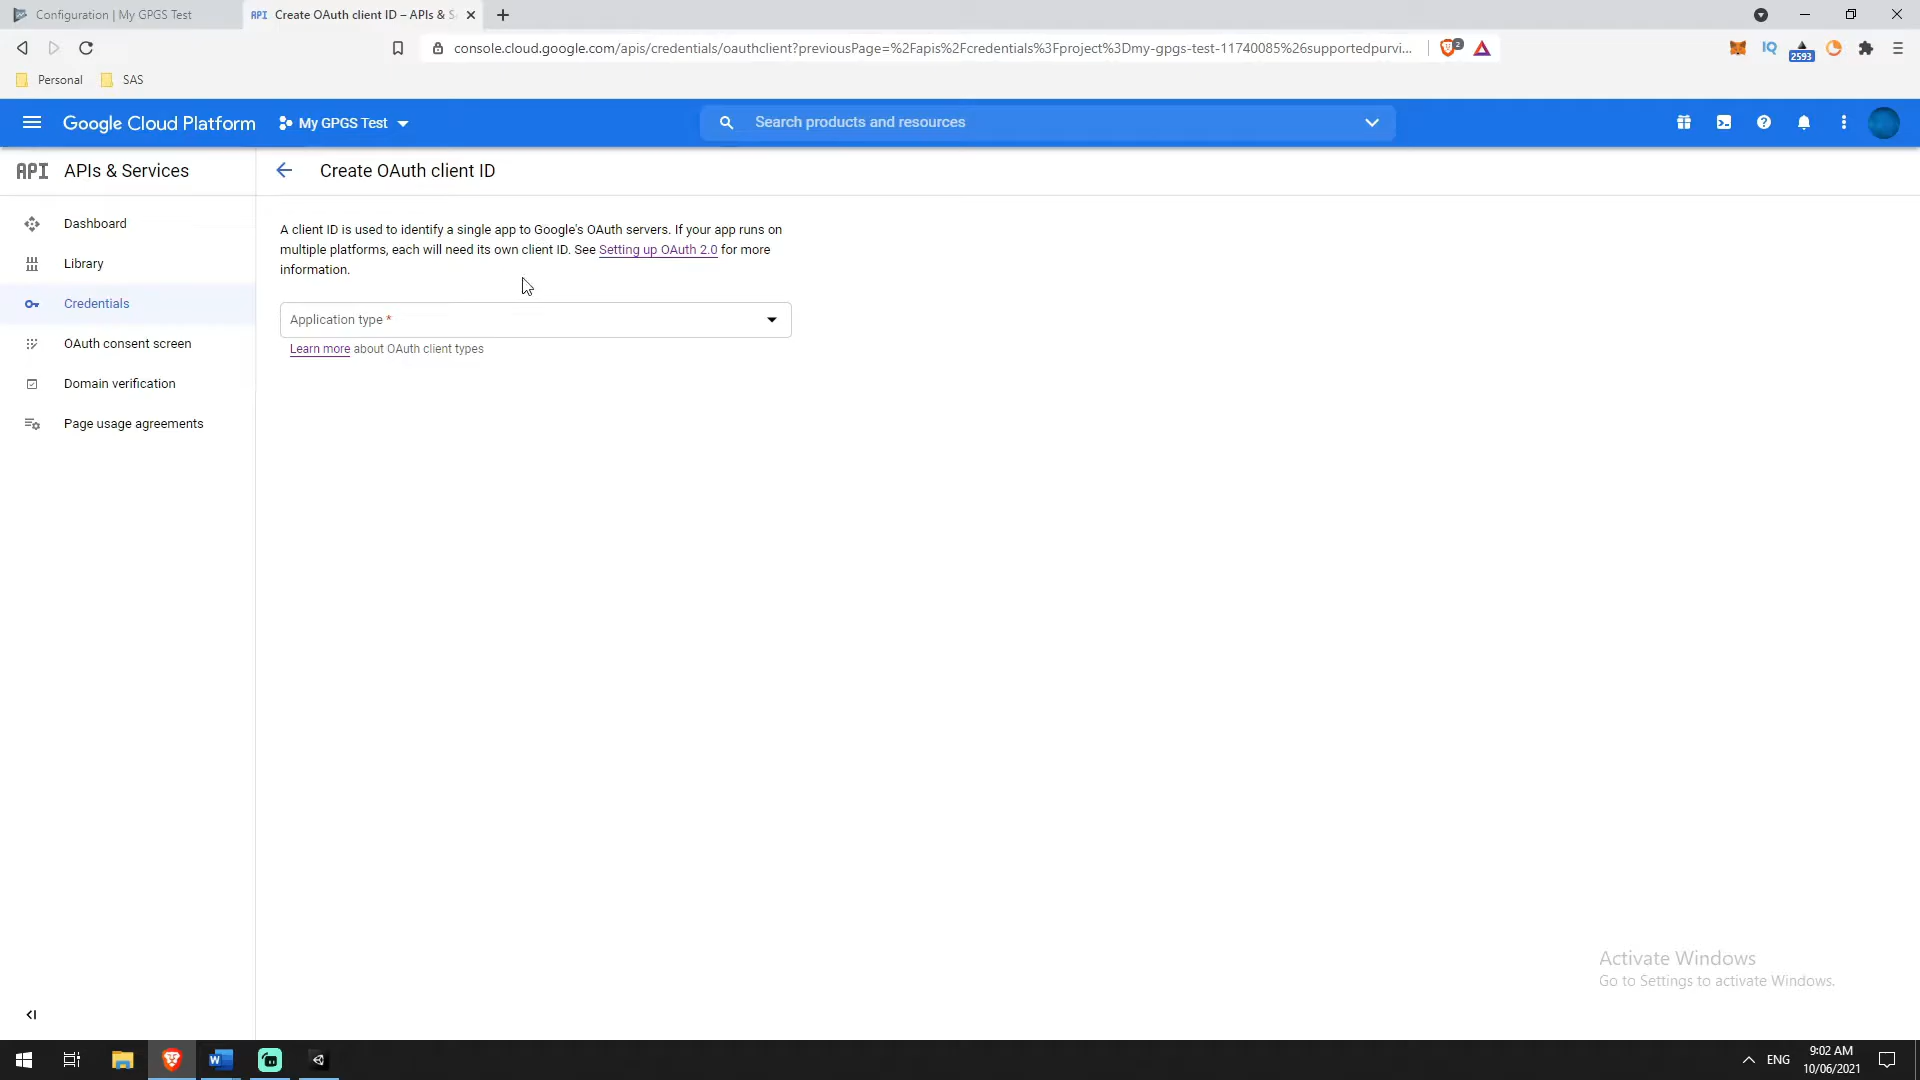 Configuration | My GPGS Test
API Create OAuth client ID – APIs & S
console.cloud.google.com/apis/credentials/oauthclient?previousPage=%2Fapis%2Fcredentials%3Fproject%3Dmy-gpgs-test-11740085%26supportedpurvi...
2
IQ
2593
Personal
SAS
Google Cloud Platform
My GPGS Test
Search products and resources
API APIs & Services
Create OAuth client ID
Dashboard
Library
Credentials
OAuth consent screen
Domain verification
Page usage agreements
A client ID is used to identify a single app to Google's OAuth servers. If your app runs on
multiple platforms, each will need its own client ID. See Setting up OAuth 2.0 for more
information.
Application type *
Learn more about OAuth client types
Activate Windows
Go to Settings to activate Windows.
W
ENG
9:02 AM
10/06/2021